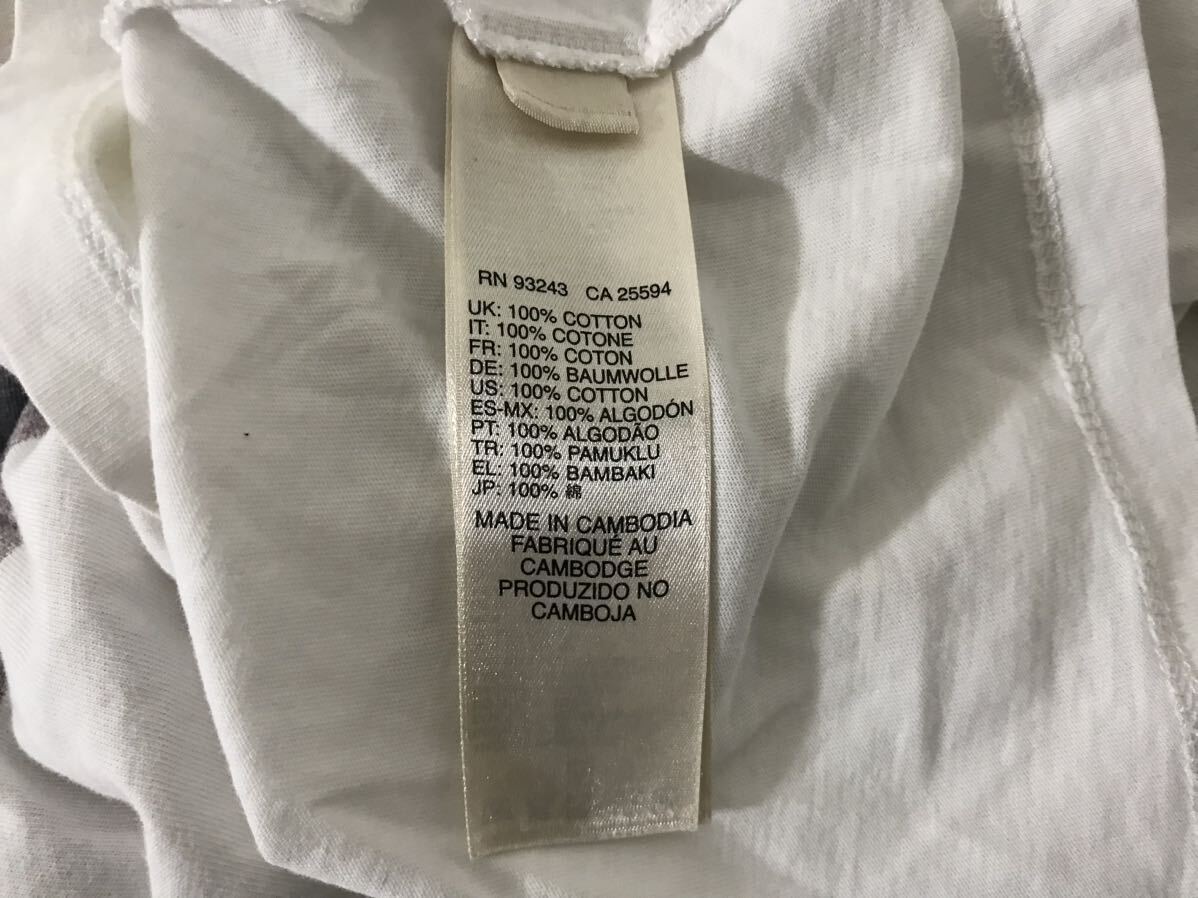 RN 93243 CA 25594
UK: 100% COTTON
IT: 100% COTONE
FR: 100% COTON
DE: 100% BAUMWOLLE
US: 100% COTTON
ES-MX: 100% ALGODÓN
PT: 100% ALGODÃO
TR: 100% PAMUKLU
EL: 100% BAMBAKI
JP: 100% 綿
MADE IN CAMBODIA
FABRIQUÉ AU
CAMBODGE
PRODUZIDO NO
CAMBOJA